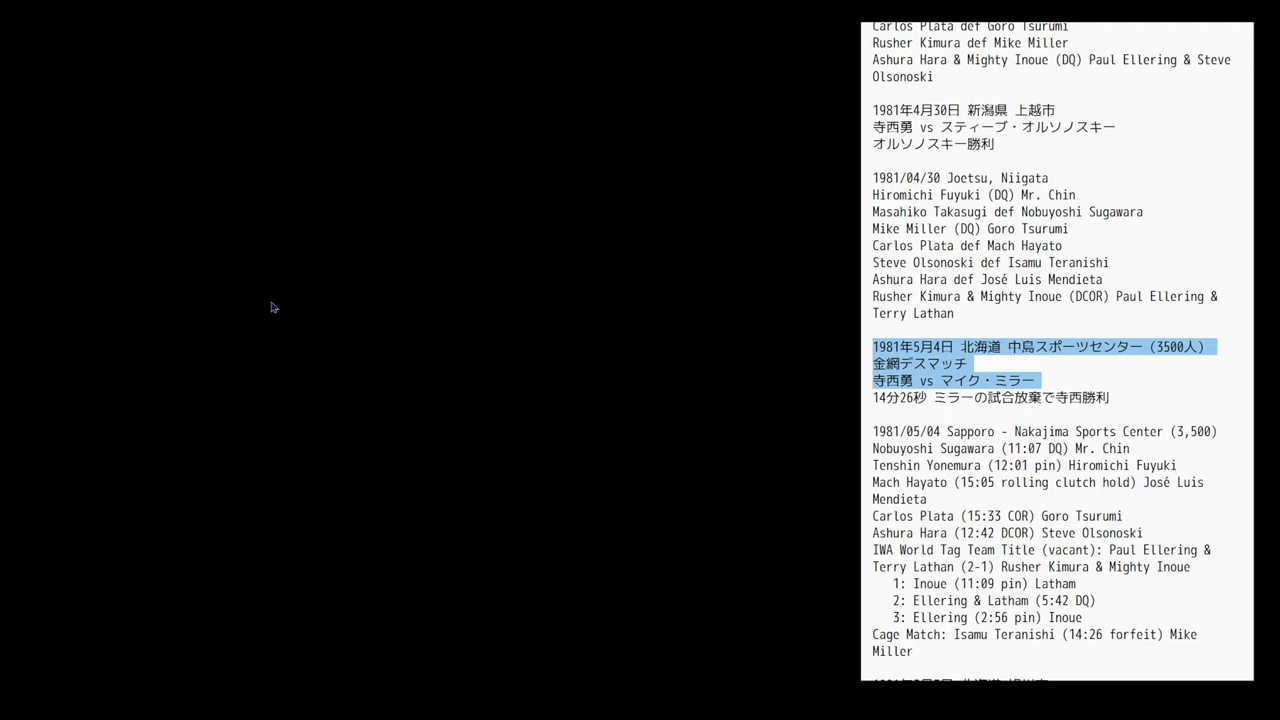 Carlos Plata def Goro Tsurumi
Rusher Kimura def Mike Miller
Ashura Hara & Mighty Inoue (DQ) Paul Ellering & Steve
Olsonoski
1981年4月30日 新潟県 上越市
寺西勇 vs スティーブ・オルソノスキー
オルソノスキー勝利
1981/04/30 Joetsu, Niigata
Hiromichi Fuyuki (DQ) Mr. Chin
Masahiko Takasugi def Nobuyoshi Sugawara
Mike Miller (DQ) Goro Tsurumi
Carlos Plata def Mach Hayato
Steve Olsonoski def Isamu Teranishi
Ashura Hara def José Luis Mendieta
Rusher Kimura & Mighty Inoue (DCOR) Paul Ellering &
Terry Lathan
1981年5月4日 北海道 中島スポーツセンター (3500人)
金網デスマッチ
寺西勇 vs マイク・ミラー
14分26秒 ミラーの試合放棄で寺西勝利
1981/05/04 Sapporo - Nakajima Sports Center (3,500)
Nobuyoshi Sugawara (11:07 DQ) Mr. Chin
Tenshin Yonemura (12:01 pin) Hiromichi Fuyuki
Mach Hayato (15:05 rolling clutch hold) José Luis
Mendieta
Carlos Plata (15:33 COR) Goro Tsurumi
Ashura Hara (12:42 DCOR) Steve Olsonoski
IWA World Tag Team Title (vacant): Paul Ellering &
Terry Lathan (2-1) Rusher Kimura & Mighty Inoue
1: Inoue (11:09 pin) Latham
2: Ellering & Latham (5:42 DQ)
3: Ellering (2:56 pin) Inoue
Cage Match: Isamu Teranishi (14:26 forfeit) Mike
Miller